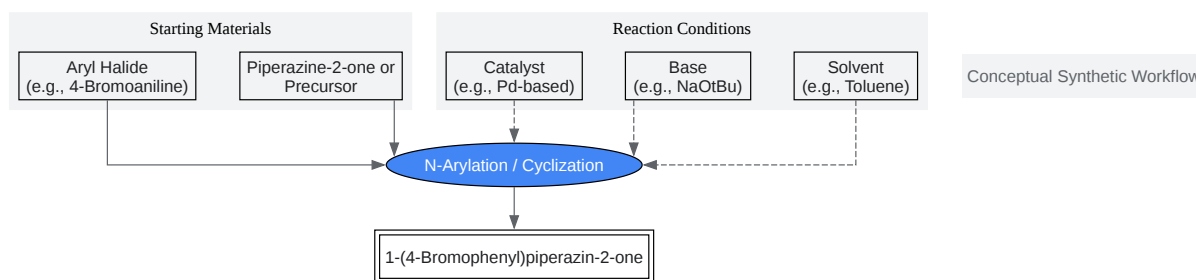 Starting Materials
Reaction Conditions
Aryl Halide
(e.g., 4-Bromoaniline)
Piperazine-2-one or
Precursor
Catalyst
(e.g., Pd-based)
Base
(e.g., NaOtBu)
Solvent
(e.g., Toluene)
Conceptual Synthetic Workflow
N-Arylation / Cyclization
1-(4-Bromophenyl)piperazin-2-one